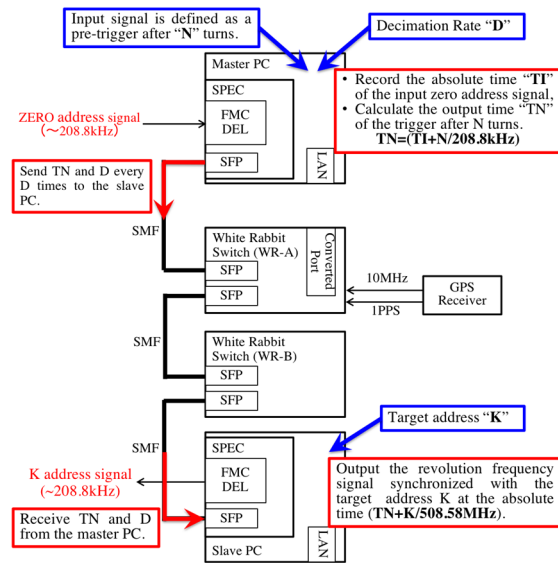 Input signal is defined as a
pre-trigger after “N” turns.
Decimation Rate “D”
Master PC
SPEC
FMC
DEL
SFP
LAN
ZERO address signal
(～208.8kHz)
• Record the absolute time “TI”
of the input zero address signal,
• Calculate the output time “TN”
of the trigger after N turns.
TN=(TI+N/208.8kHz)
Send TN and D every
D times to the slave
PC.
SMF
White Rabbit
Switch (WR-A)
SFP
SFP
Converted
Port
10MHz
1PPS
GPS
Receiver
SMF
White Rabbit
Switch (WR-B)
SFP
SFP
SMF
Target address “K”
SPEC
FMC
DEL
SFP
LAN
Slave PC
K address signal
(~208.8kHz)
Receive TN and D
from the master PC.
Output the revolution frequency
signal synchronized with the
target address K at the absolute
time (TN+K/508.58MHz).